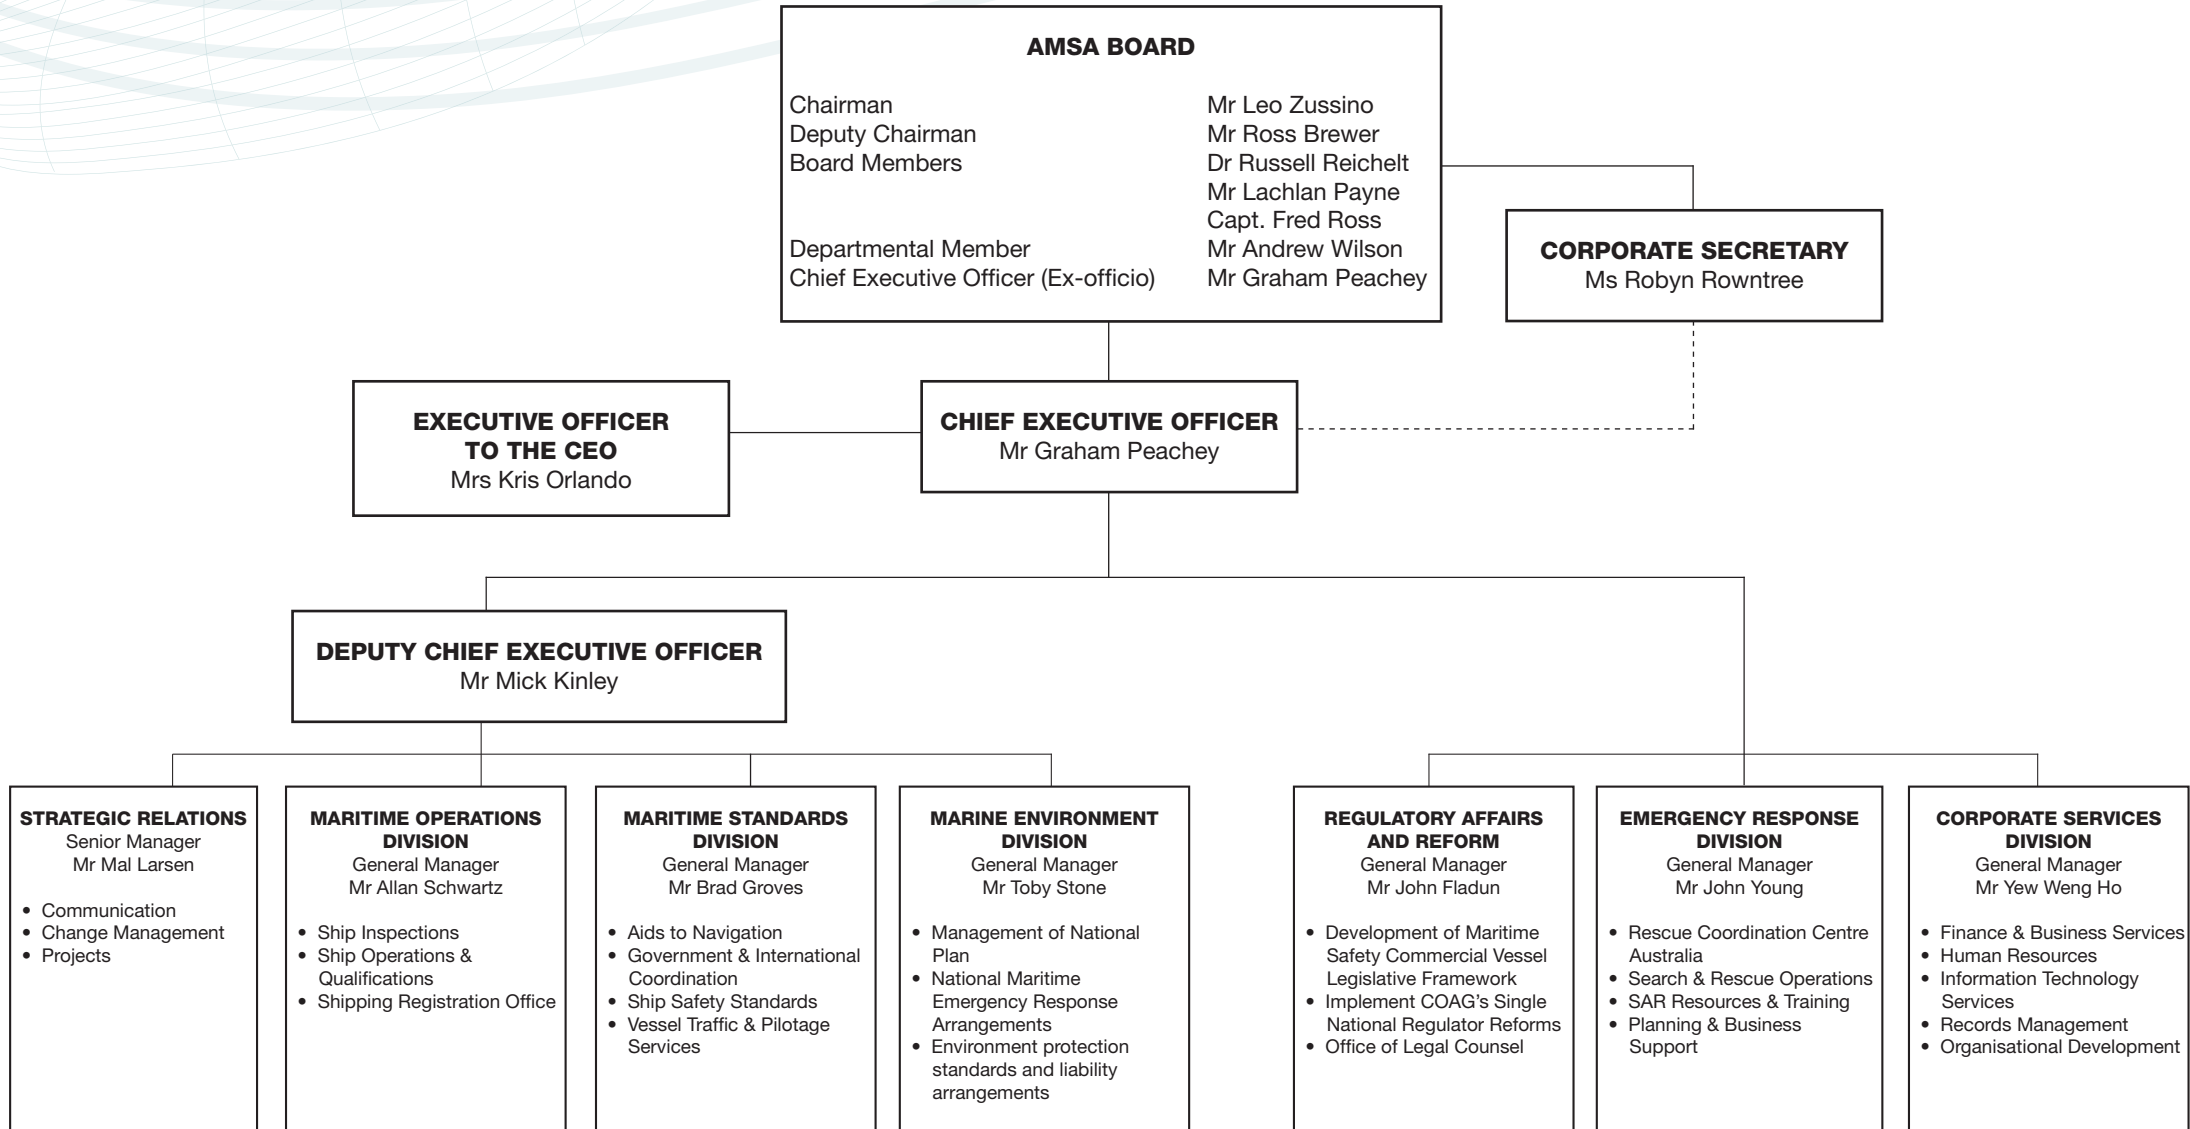 AMSA BOARD
Chairman Mr Leo Zussino
Deputy Chairman Mr Ross Brewer
Board Members Dr Russell Reichelt
Mr Lachlan Payne
Capt. Fred Ross
Departmental Member Mr Andrew Wilson
Chief Executive Officer (Ex-officio) Mr Graham Peachey
CORPORATE SECRETARY
Ms Robyn Rowntree
EXECUTIVE OFFICER
TO THE CEO
Mrs Kris Orlando
CHIEF EXECUTIVE OFFICER
Mr Graham Peachey
DEPUTY CHIEF EXECUTIVE OFFICER
Mr Mick Kinley
STRATEGIC RELATIONS
Senior Manager
Mr Mal Larsen
• Communication
• Change Management
• Projects
MARITIME OPERATIONS
DIVISION
General Manager
Mr Allan Schwartz
• Ship Inspections
• Ship Operations &
Qualifications
• Shipping Registration Office
MARITIME STANDARDS
DIVISION
General Manager
Mr Brad Groves
• Aids to Navigation
• Government & International
Coordination
• Ship Safety Standards
• Vessel Traffic & Pilotage
Services
MARINE ENVIRONMENT
DIVISION
General Manager
Mr Toby Stone
• Management of National
Plan
• National Maritime
Emergency Response
Arrangements
• Environment protection
standards and liability
arrangements
REGULATORY AFFAIRS
AND REFORM
General Manager
Mr John Fladun
• Development of Maritime
Safety Commercial Vessel
Legislative Framework
• Implement COAG's Single
National Regulator Reforms
• Office of Legal Counsel
EMERGENCY RESPONSE
DIVISION
General Manager
Mr John Young
• Rescue Coordination Centre
Australia
• Search & Rescue Operations
• SAR Resources & Training
• Planning & Business
Support
CORPORATE SERVICES
DIVISION
General Manager
Mr Yew Weng Ho
• Finance & Business Services
• Human Resources
• Information Technology
Services
• Records Management
• Organisational Development